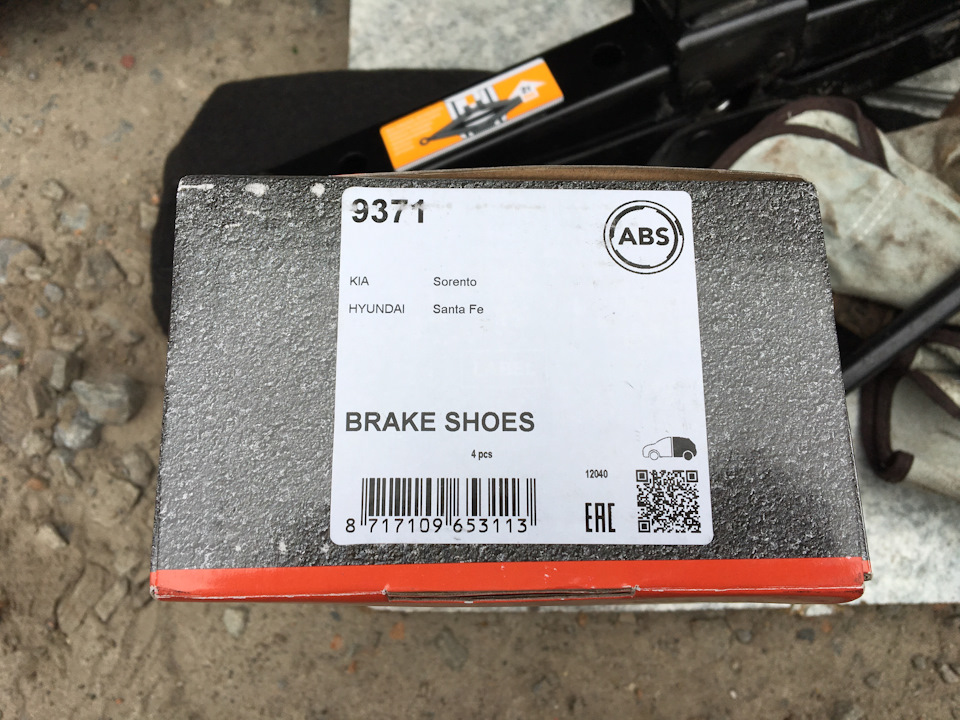 9371
ABS
KIA Sorento
HYUNDAI Santa Fe
BRAKE SHOES
4 pcs
12040
8 717109 653113
EAC